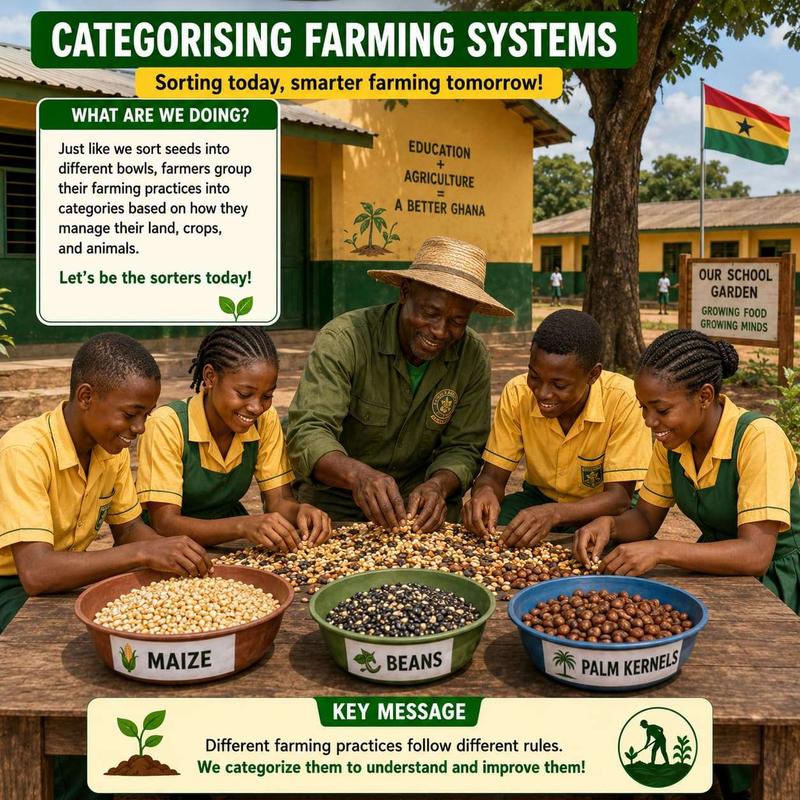 CATEGORISING FARMING SYSTEMS
Sorting today, smarter farming tomorrow!
WHAT ARE WE DOING?
Just like we sort seeds into
different bowls, farmers group
their farming practices into
categories based on how they
manage their land, crops,
and animals.
Let's be the sorters today!
EDUCATION
+
AGRICULTURE
=
A BETTER GHANA
OUR SCHOOL
GARDEN
GROWING FOOD
GROWING MINDS
MAIZE
BEANS
PALM KERNELS
KEY MESSAGE
Different farming practices follow different rules.
We categorize them to understand and improve them!